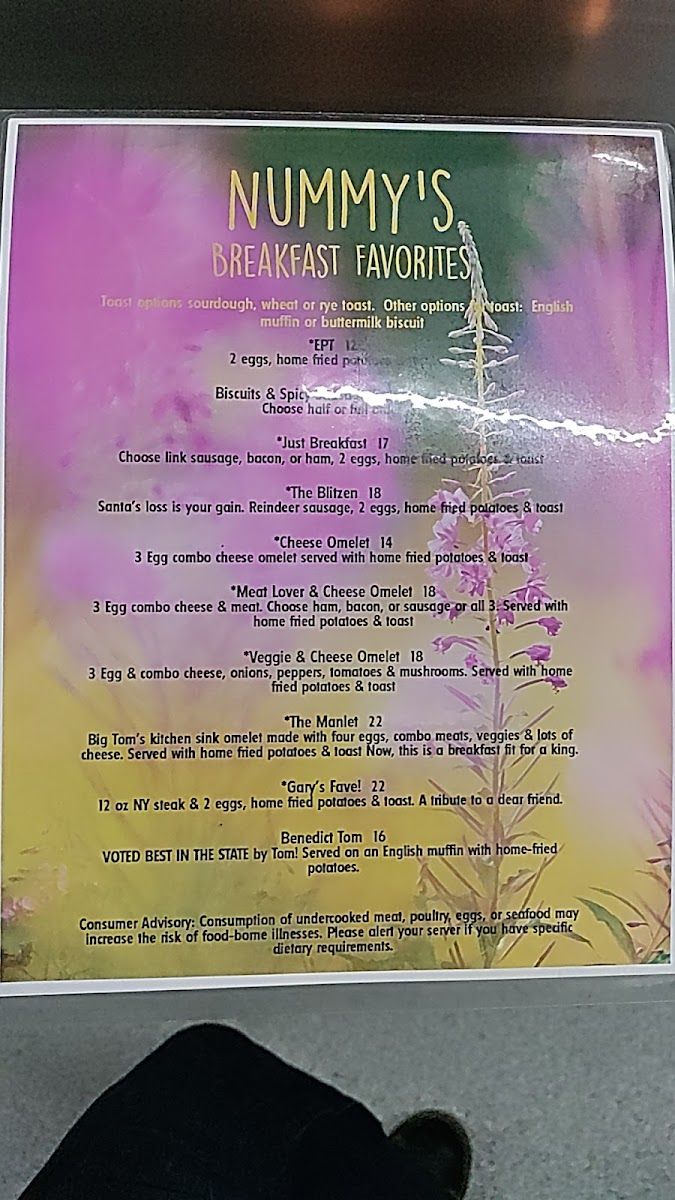 NUMMY'S
BREAKFAST FAVORITES
Toast options sourdough, wheat or rye toast. Other options for toast: English
muffin or buttermilk biscuit
*EPT 12
2 eggs, home fried potatoes
Biscuits & Spicy
Choose half or full
*Just Breakfast 17
Choose link sausage, bacon, or ham, 2 eggs, home fried potatoes & toast
*The Blitzen 18
Santa's loss is your gain. Reindeer sausage, 2 eggs, home fried potatoes & toast
*Cheese Omelet 14
3 Egg combo cheese omelet served with home fried potatoes & toast
*Meat Lover & Cheese Omelet 18
3 Egg combo cheese & meat. Choose ham, bacon, or sausage or all 3. Served with
home fried potatoes & toast
*Veggie & Cheese Omelet 18
3 Egg & combo cheese, onions, peppers, tomatoes & mushrooms. Served with home
fried potatoes & toast
*The Manlet 22
Big Tom's kitchen sink omelet made with four eggs, combo meats, veggies & lots of
cheese. Served with home fried potatoes & toast Now, this is a breakfast fit for a king.
*Gary's Fave! 22
12 oz NY steak & 2 eggs, home fried potatoes & toast. A tribute to a dear friend.
Benedict Tom 16
VOTED BEST IN THE STATE by Tom! Served on an English muffin with home-fried
potatoes.
Consumer Advisory: Consumption of undercooked meat, poultry, eggs, or seafood may
increase the risk of food-borne illnesses. Please alert your server if you have specific
dietary requirements.